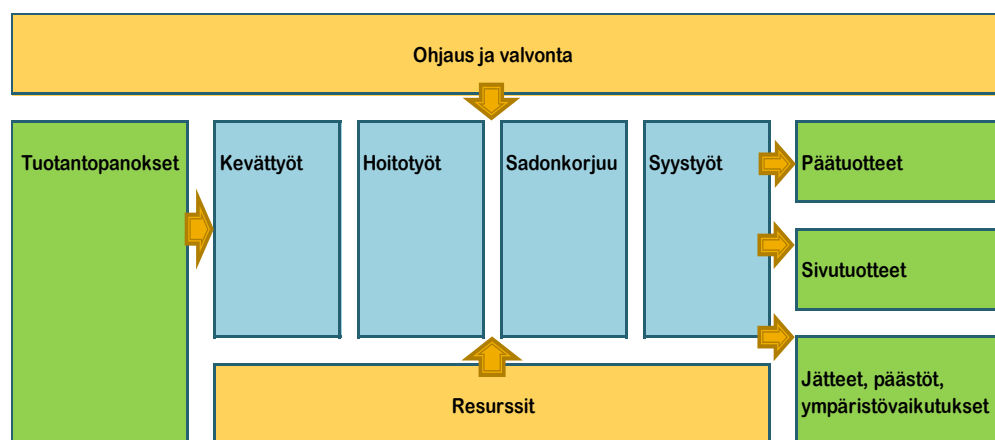 Ohjaus ja valvonta
Tuotantopanokset
Kevättyöt
Hoitotyöt
Sadonkorjuu
Syystyöt
Päätuotteet
Sivutuotteet
Jätteet, päästöt,
ympäristövaikutukset
Resurssit